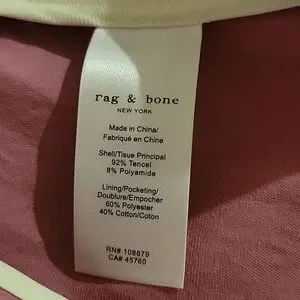 rag & bone
NEW YORK
Made in China/
Fabriqué en Chine
Shell/Tissue Principal
92% Tencel
8% Polyamide
Lining/Pocketing/
Doublure/Empocher
60% Polyester
40% Cotton/Coton
RN# 108879
CA# 45760